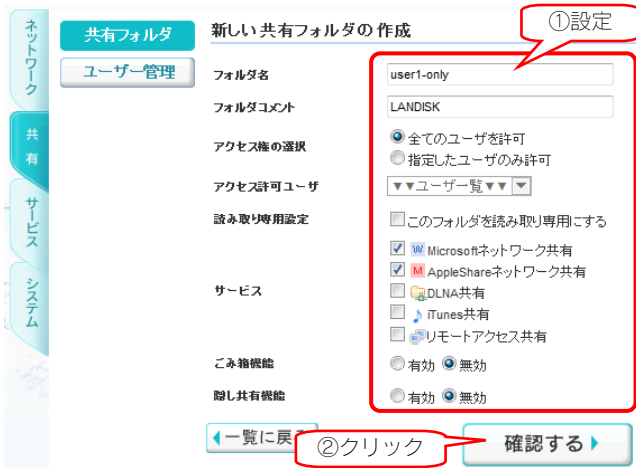 ネットワーク
共有
サービス
システム
共有フォルダ
ユーザー管理
新しい共有フォルダの作成
①設定
フォルダ名 user1-only
フォルダコメント LANDISK
アクセス権の選択 全てのユーザを許可
指定したユーザのみ許可
アクセス許可ユーザ ▼▼ユーザー覧▼▼
読み取り専用設定 このフォルダを読み取り専用にする
サービス
Microsoftネットワーク共有
AppleShareネットワーク共有
DLNA共有
iTunes共有
リモートアクセス共有
ごみ箱機能 有効 無効
隠し共有機能 有効 無効
一覧に戻
②クリック
確認する